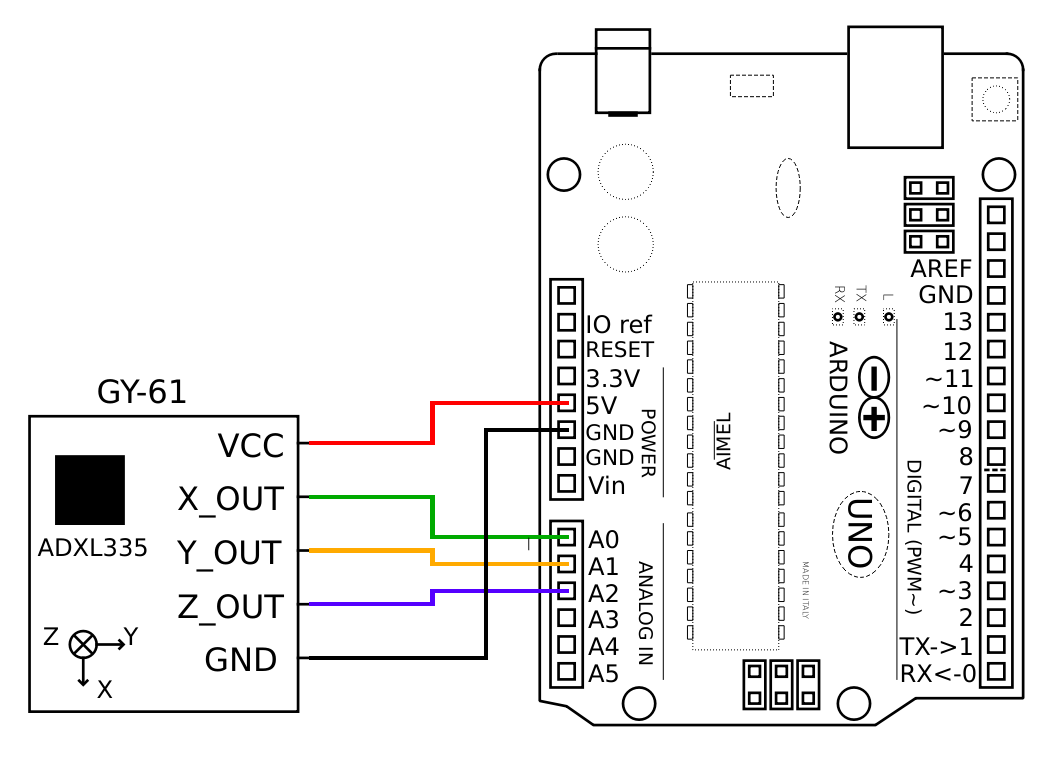 GY-61
VCC
X_OUT
Y_OUT
Z_OUT
GND
ADXL335
Z
Y
X
IO ref
RESET
3.3V
5V
GND
GND
Vin
POWER
A0
A1
A2
A3
A4
A5
ANALOG IN
AIMEL
MADE IN ITALY
RX
TX
L
ARDUINO
UNO
AREF
GND
13
12
~11
~10
~9
8
7
~6
~5
4
~3
2
TX->1
RX<-0
DIGITAL (PWM~)